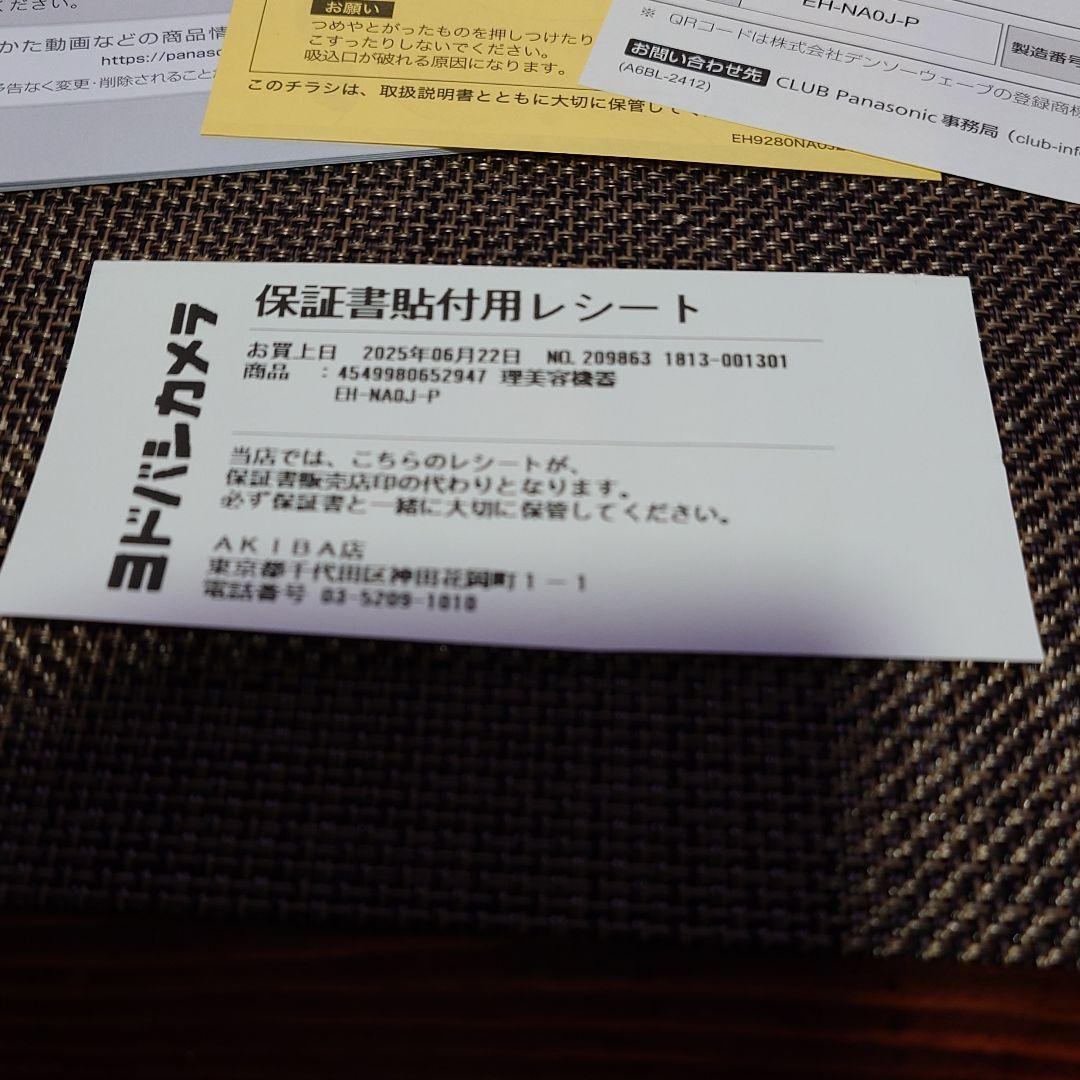 ください。
かた動画などの商品情
https://panaso
予告なく変更・削除されることが
お願い
つめやとがったものを押しつけたり
こすったりしないでください。
吸込口が破れる原因になります。
このチラシは、取扱説明書とともに大切に保管して
EH9280NA0J
EH-NA0J-P
製造番号
※ QRコードは株式会社デンソーウェーブの登録商標
お問い合わせ先 CLUB Panasonic 事務局 (club-inf
(A6BL-2412)
ヨドバシカメラ
保証書貼付用レシート
お買上日 2025年06月22日 NO. 209863 1813-001301
商品 :4549980652947 理美容機器
EH-NA0J-P
当店では、こちらのレシートが、
保証書販売店印の代わりとなります。
必ず保証書と一緒に大切に保管してください。
AKIBA店
東京都千代田区神田花岡町1-1
電話番号 03-5209-1010